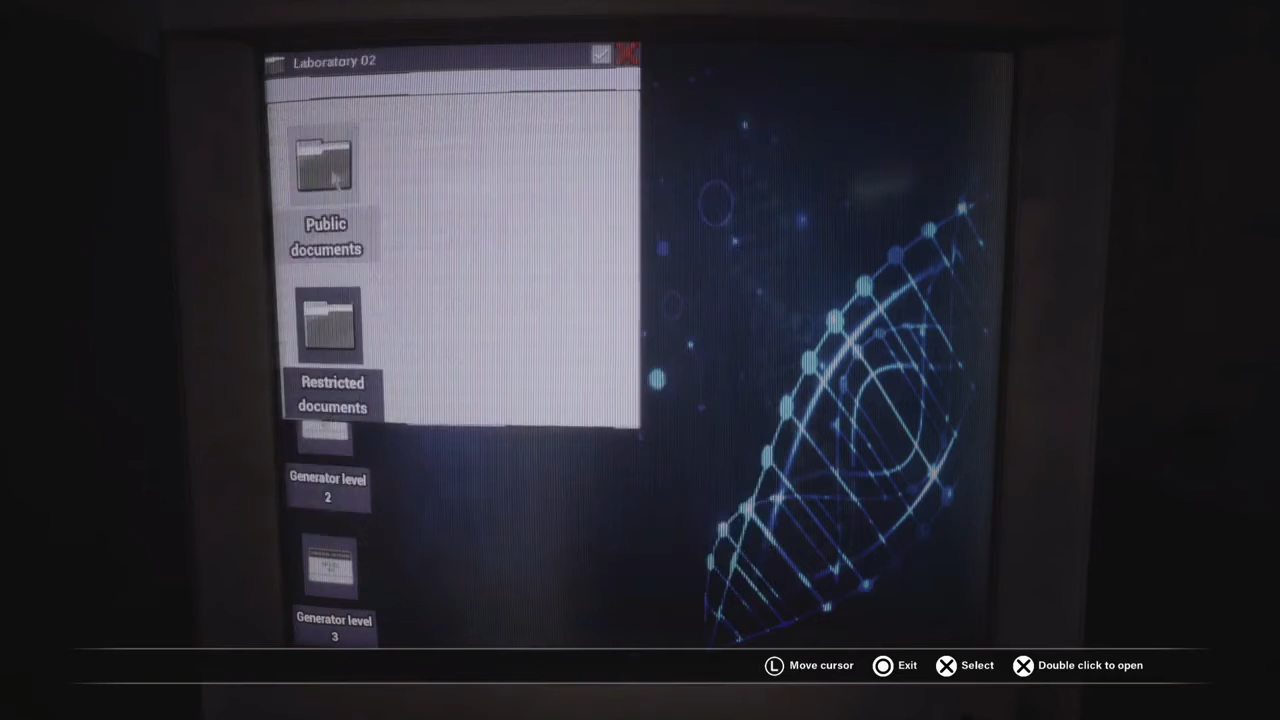 Laboratory 02
Public
documents
Restricted
documents
Generator level
2
Generator level
3
L Move cursor
Exit
Select
Double click to open